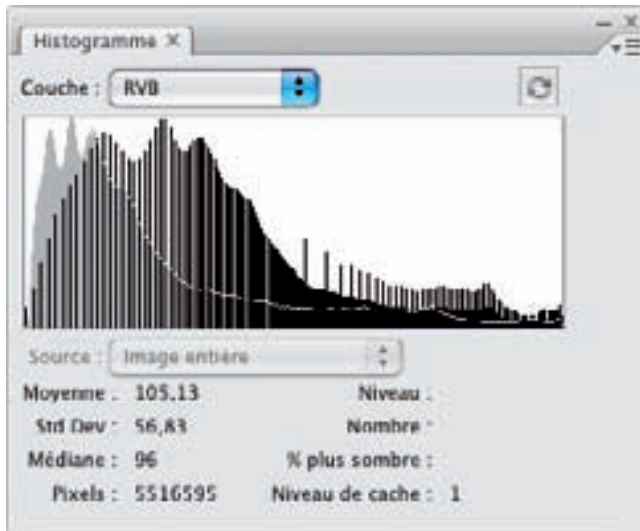 Histogramme ×
Couche : RVB
Source : Image entière
Moyenne : 105,13 Niveau :
Std Dev : 56,83 Nombre :
Médiane : 96 % plus sombre :
Pixels : 5516595 Niveau de cache : 1